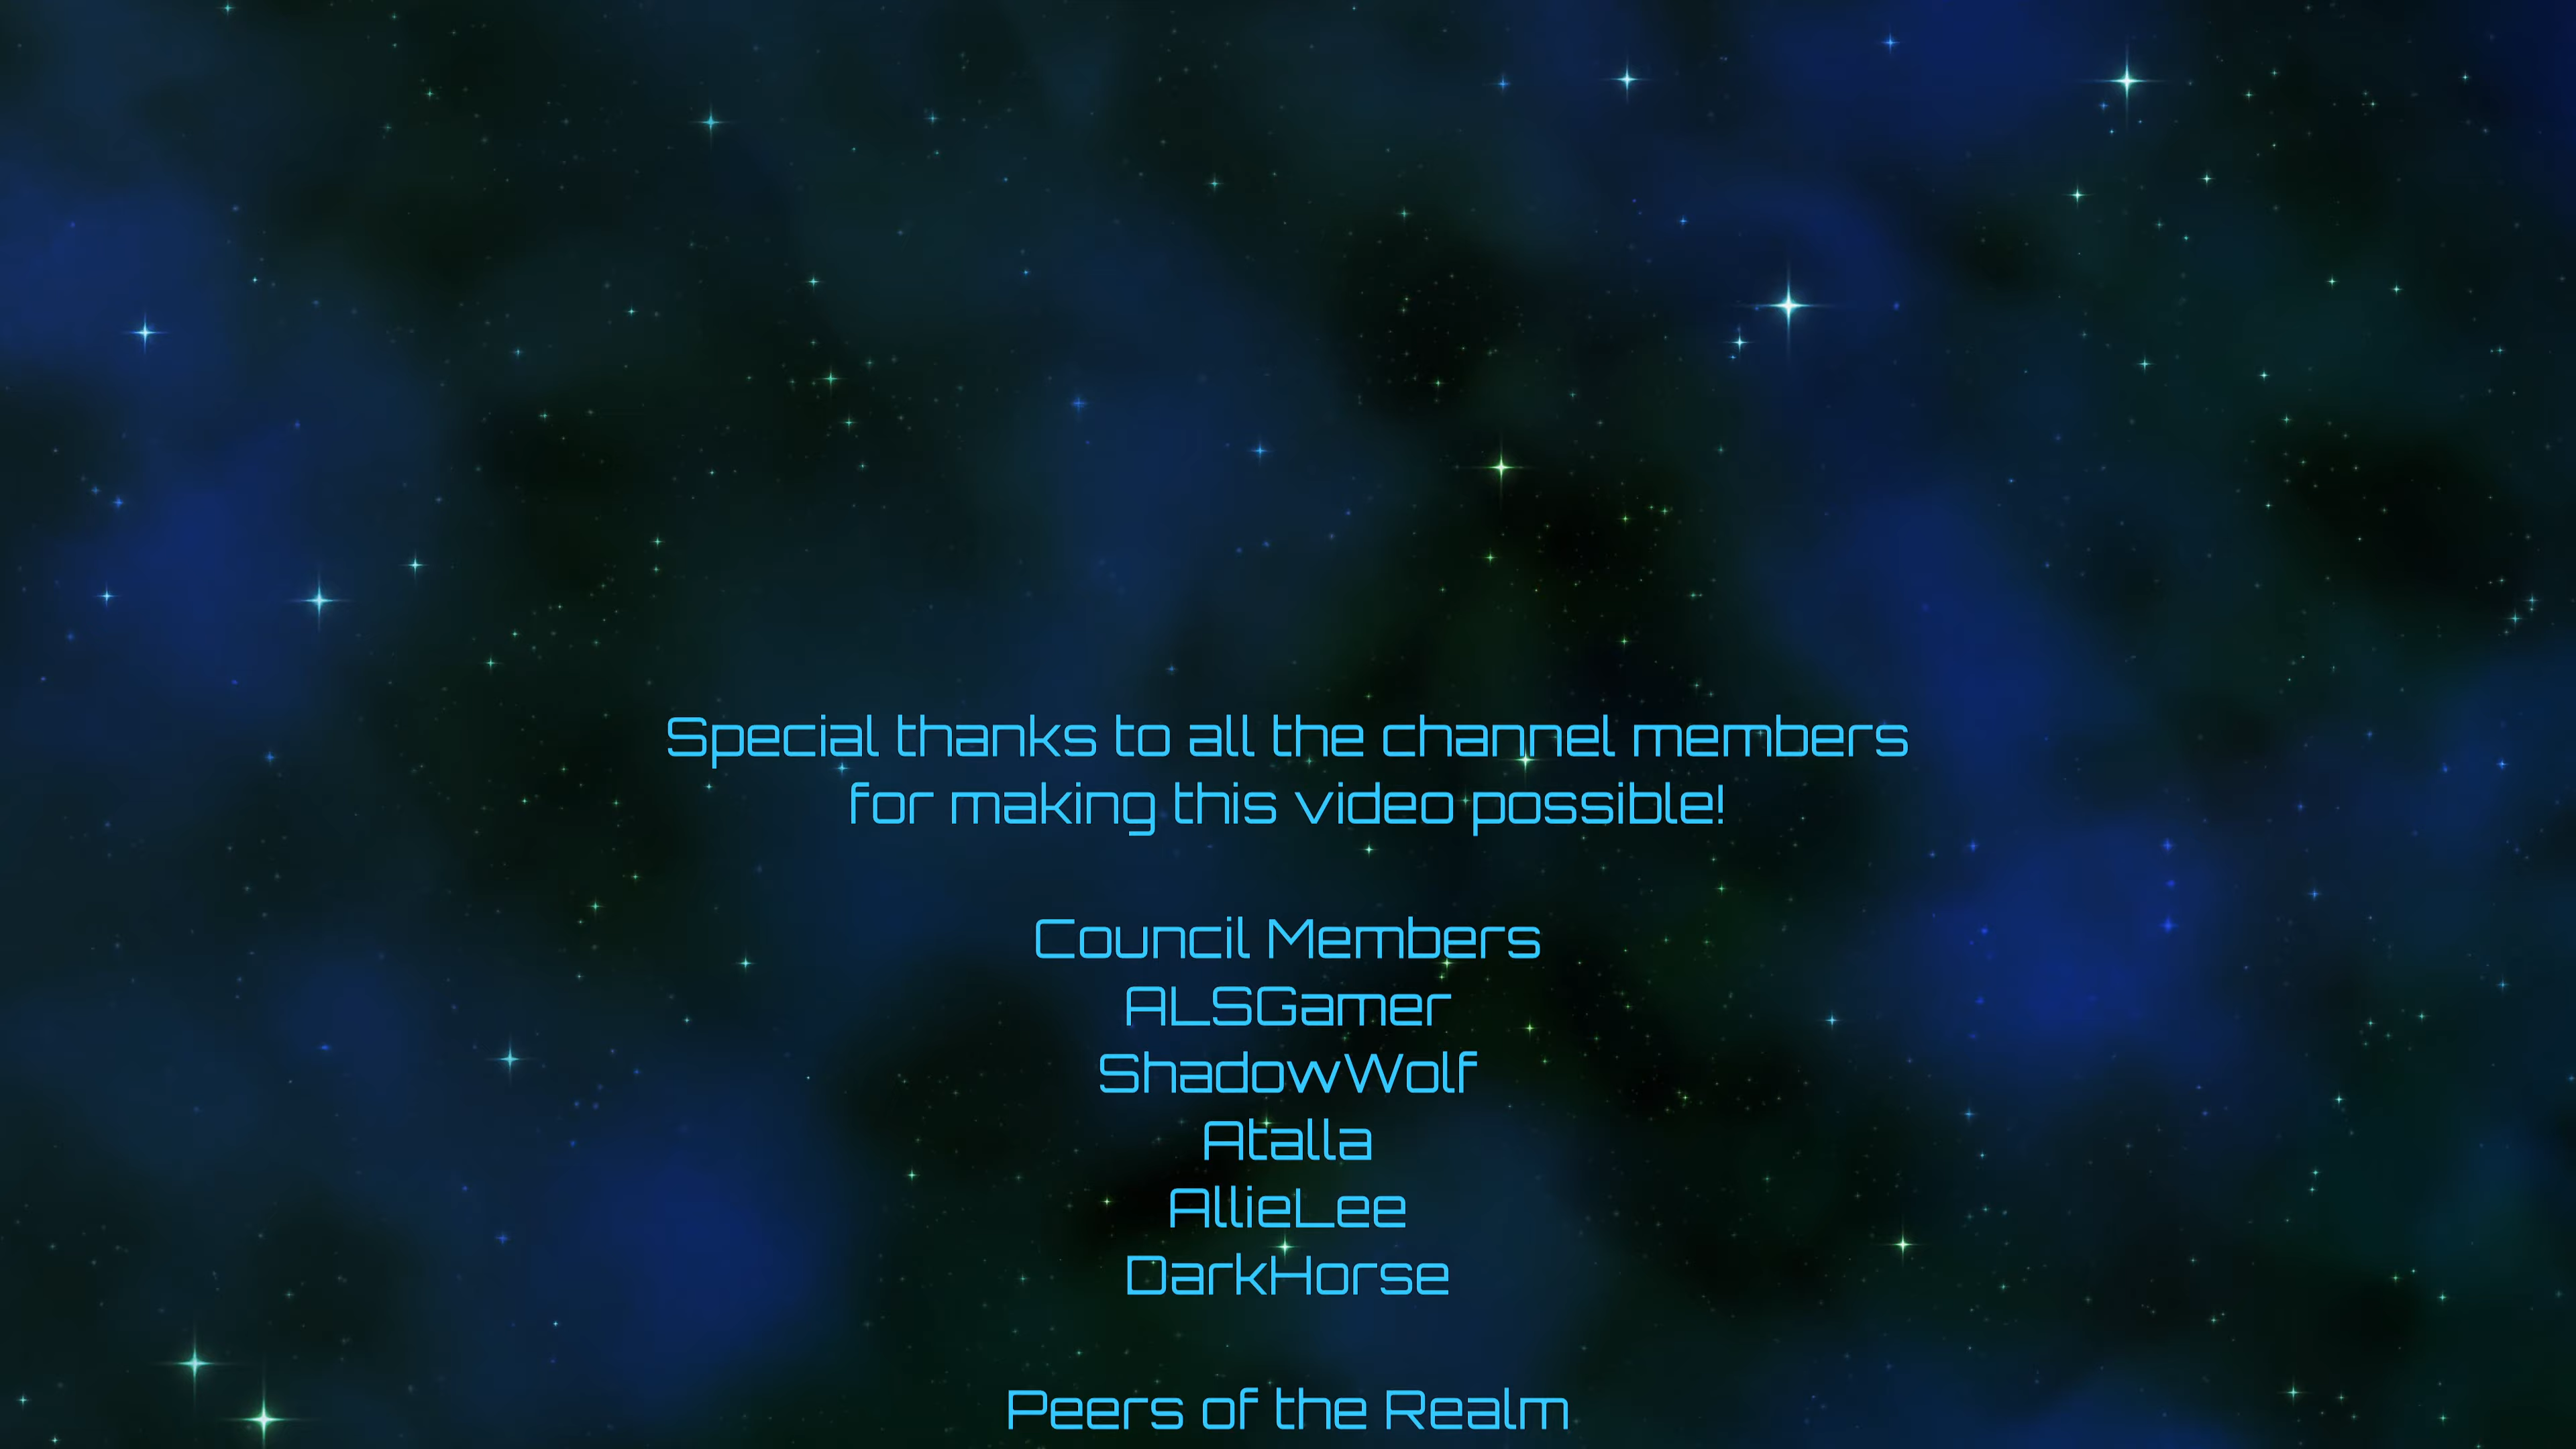 Special thanks to all the channel members
for making this video possible!
Council Members
ALSGamer
ShadowWolf
Atalla
AllieLee
DarkHorse
Peers of the Realm